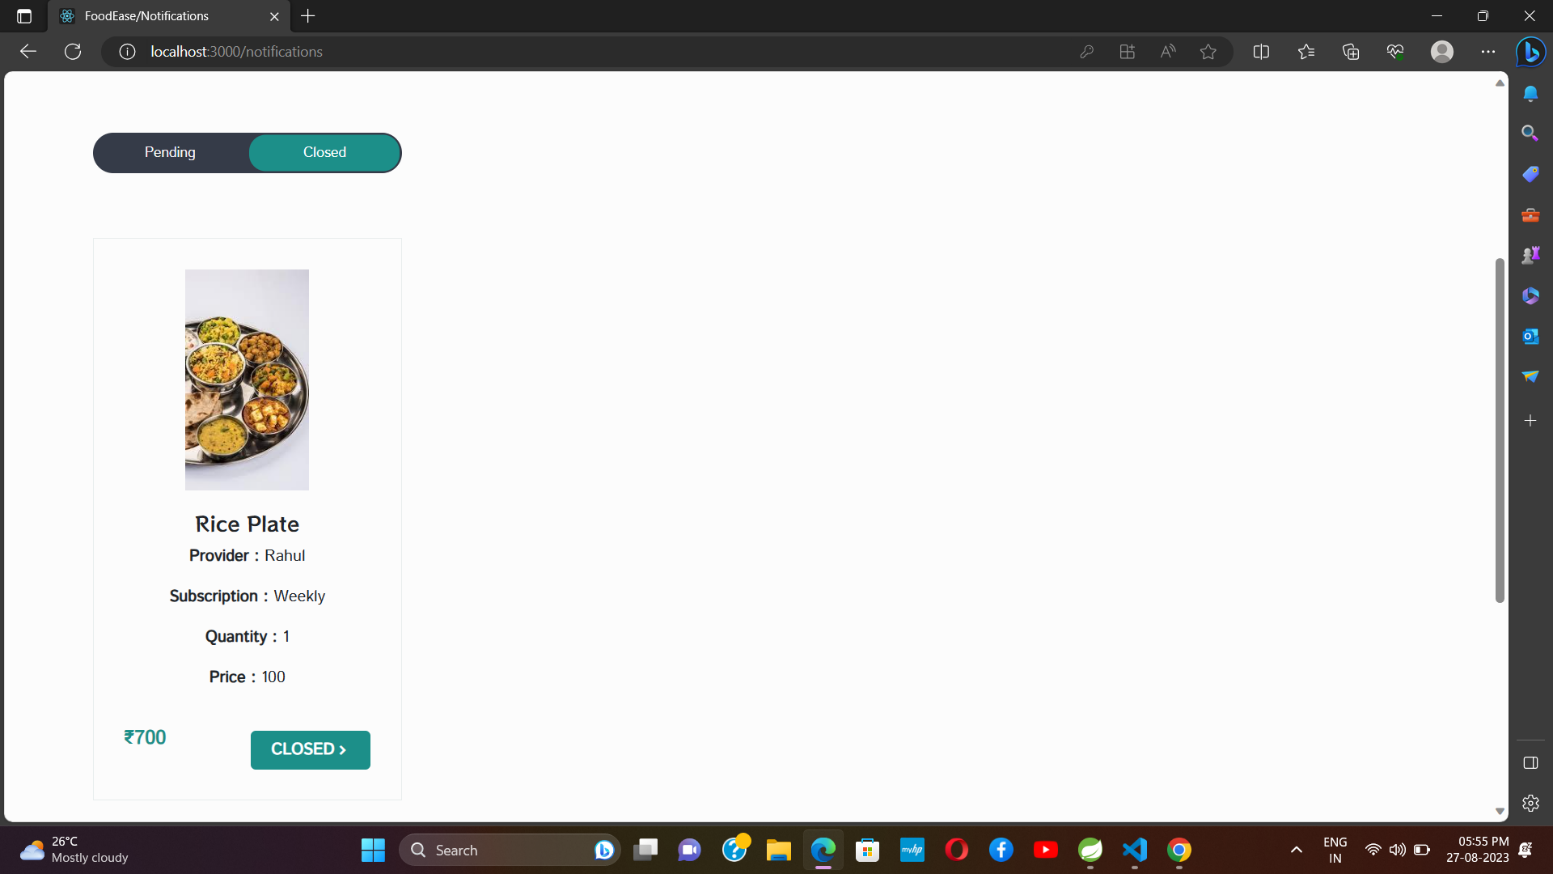 FoodEase/Notifications
localhost:3000/notifications
Pending
Closed
Rice Plate
Provider : Rahul
Subscription : Weekly
Quantity : 1
Price : 100
₹700
CLOSED >
26°C
Mostly cloudy
Search
myhp
ENG
IN
05:55 PM
27-08-2023